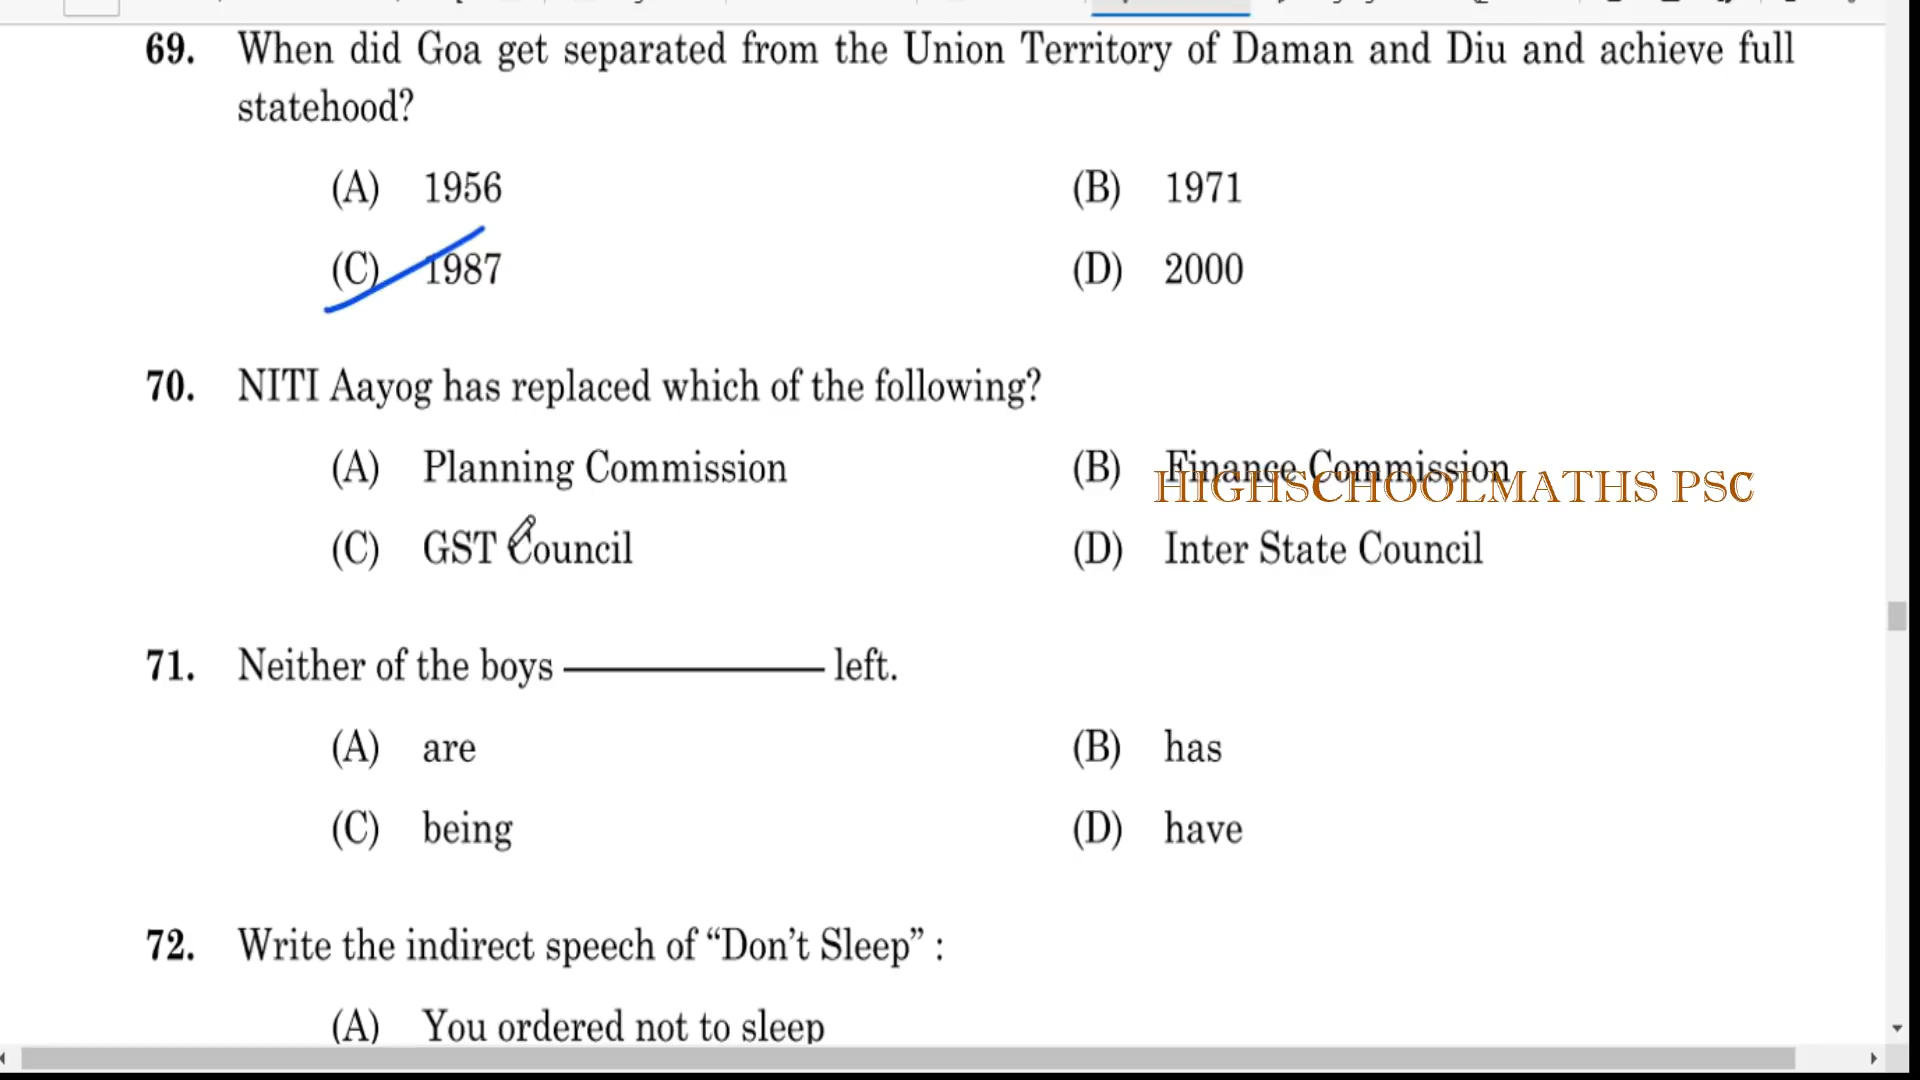 69. When did Goa get separated from the Union Territory of Daman and Diu and achieve full
statehood?
(A) 1956 (B) 1971
(C) 1987 (D) 2000
70. NITI Aayog has replaced which of the following?
(A) Planning Commission (B) Finance Commission
HIGHSCHOOLMATHS PSC
(C) GST Council (D) Inter State Council
71. Neither of the boys ———— left.
(A) are (B) has
(C) being (D) have
72. Write the indirect speech of “Don’t Sleep” :
(A) You ordered not to sleep